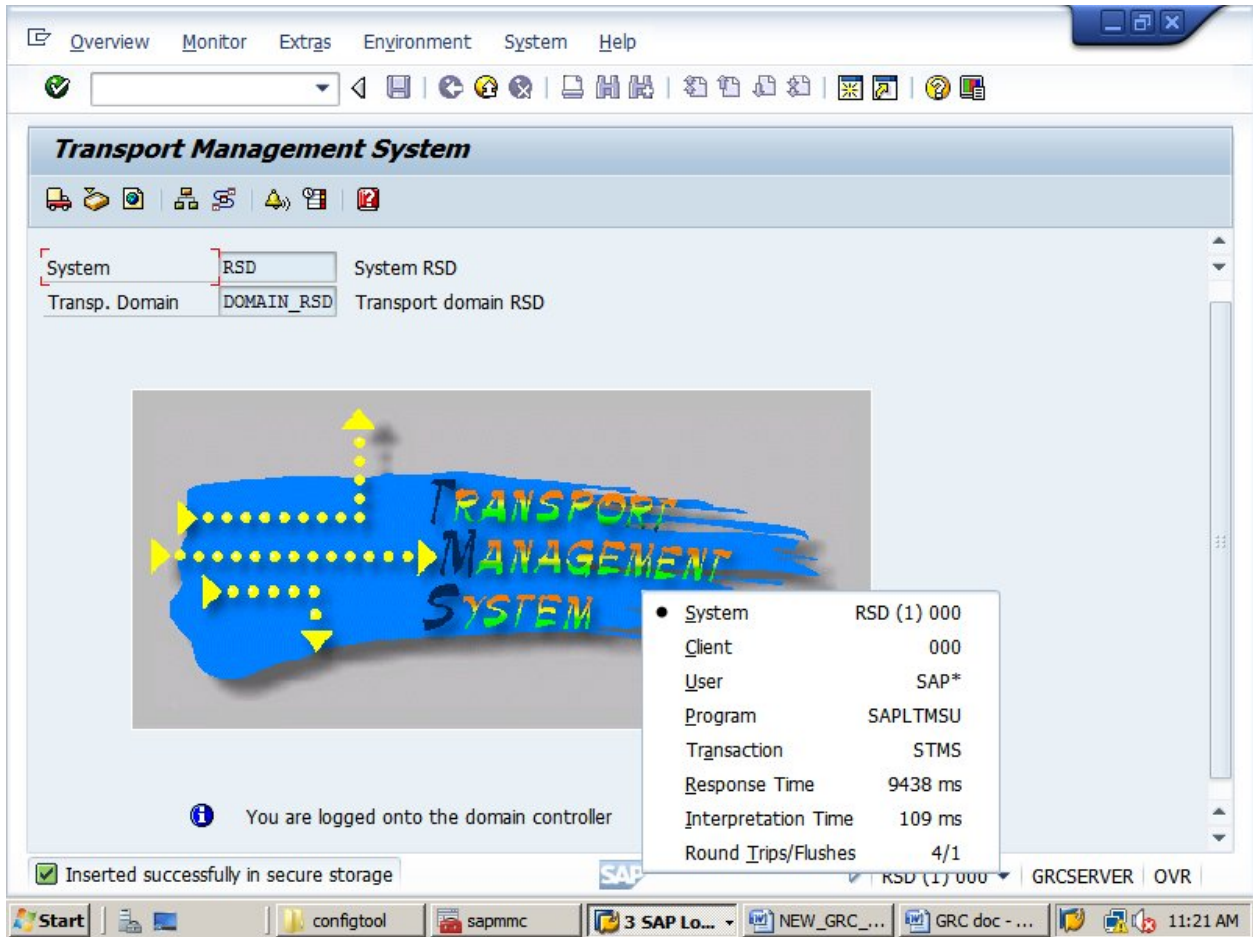 Overview Monitor Extras Environment System Help
Transport Management System
System RSD System RSD
Transp. Domain DOMAIN_RSD Transport domain RSD
TRANSPORT
MANAGEMENT
SYSTEM
System RSD (1) 000
Client 000
User SAP*
Program SAPLTMSU
Transaction STMS
Response Time 9438 ms
Interpretation Time 109 ms
Round Trips/Flushes 4/1
You are logged onto the domain controller
Inserted successfully in secure storage SAP RSD (1) 000 GRCSERVER OVR
Start configtool sapmmc 3 SAP Lo... NEW_GRC_... GRC doc - ... 11:21 AM